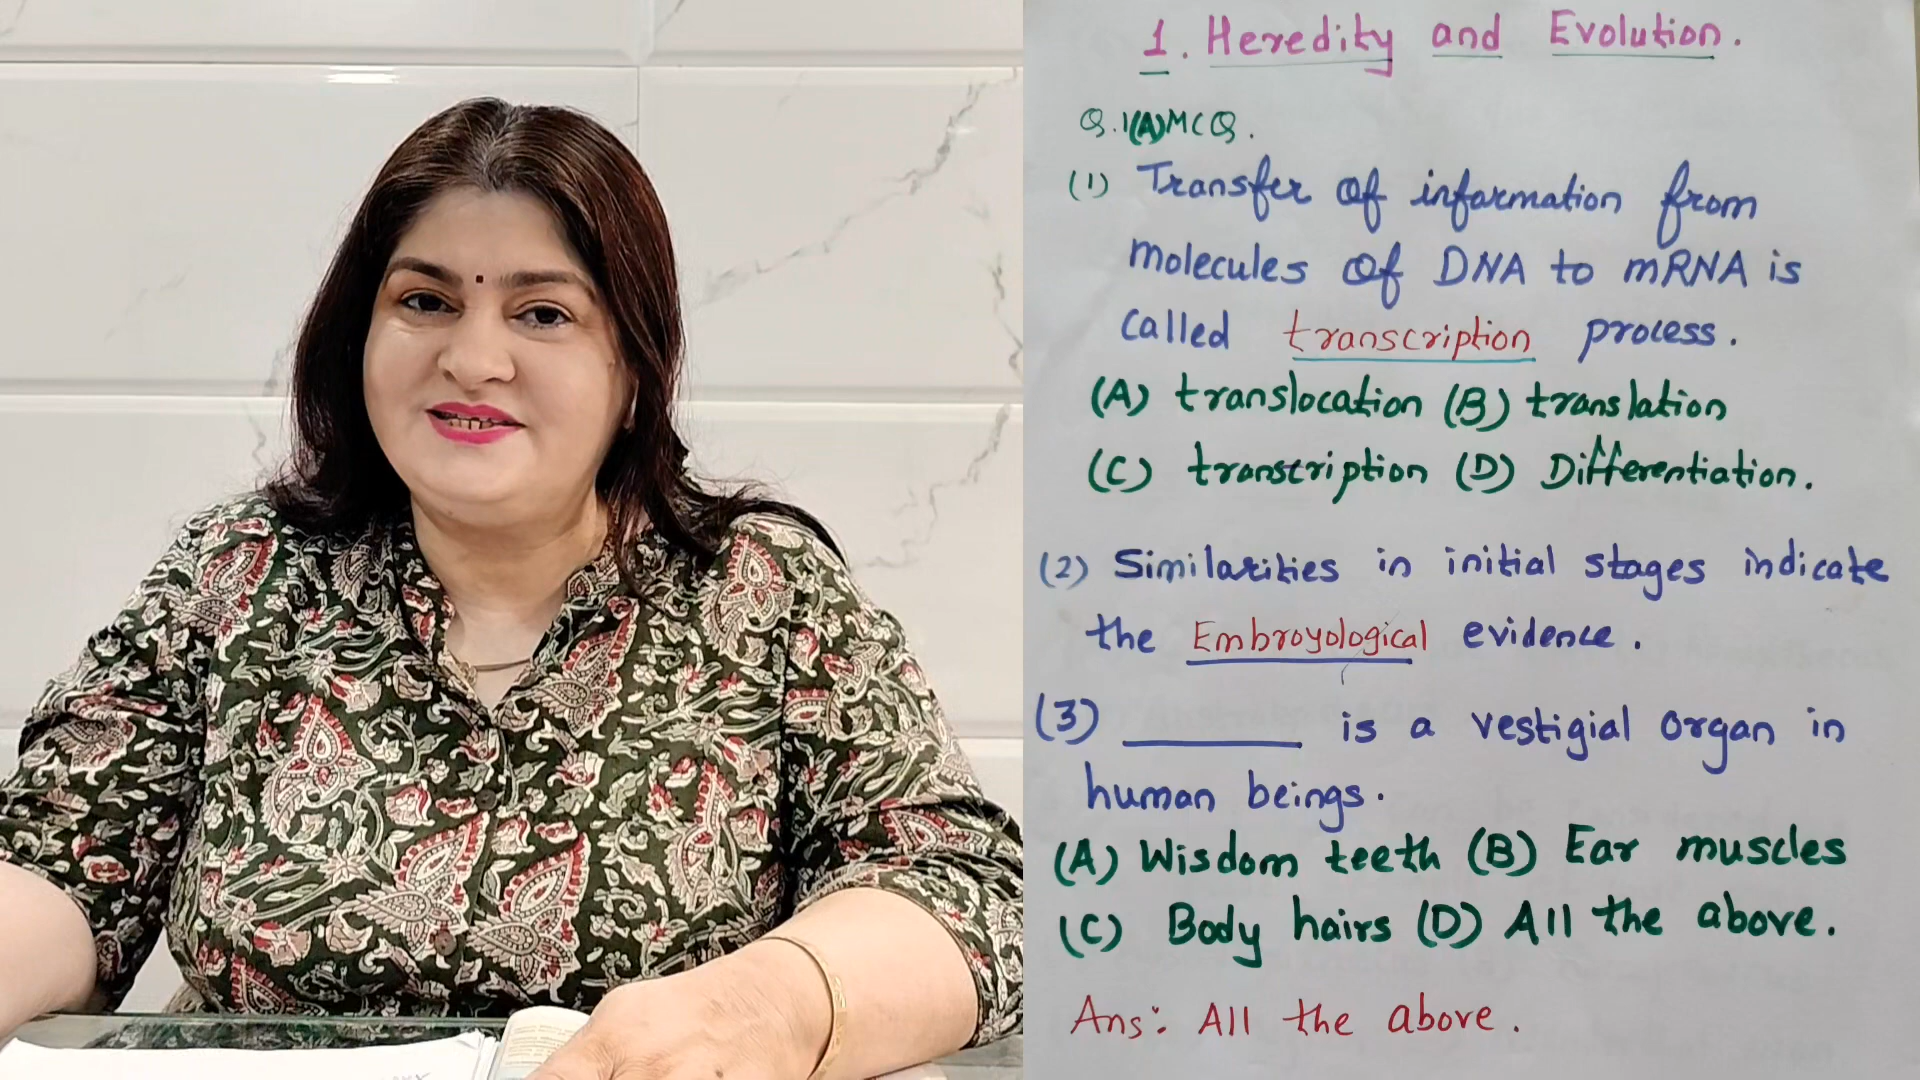 1. Heredity and Evolution.
Q.1(A)MCQ.
(1) Transfer of information from
molecules of DNA to mRNA is
called transcription process.
(A) translocation (B) translation
(C) transcription (D) Differentiation.
(2) Similarities in initial stages indicate
the Embroyological evidence.
(3) ________ is a vestigial organ in
human beings.
(A) Wisdom teeth (B) Ear muscles
(C) Body hairs (D) All the above.
Ans: All the above.